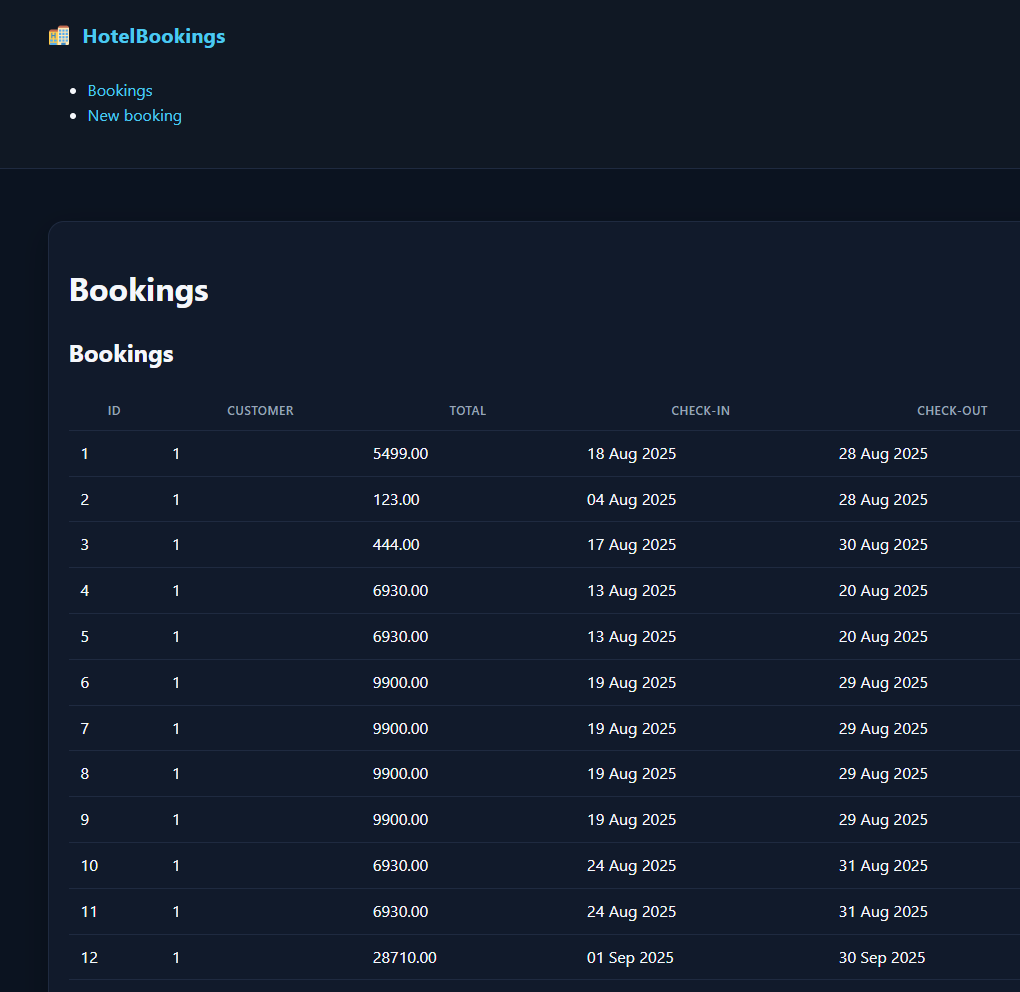 HotelBookings
Bookings
New booking
Bookings
Bookings
ID CUSTOMER TOTAL CHECK-IN CHECK-OUT
1 1 5499.00 18 Aug 2025 28 Aug 2025
2 1 123.00 04 Aug 2025 28 Aug 2025
3 1 444.00 17 Aug 2025 30 Aug 2025
4 1 6930.00 13 Aug 2025 20 Aug 2025
5 1 6930.00 13 Aug 2025 20 Aug 2025
6 1 9900.00 19 Aug 2025 29 Aug 2025
7 1 9900.00 19 Aug 2025 29 Aug 2025
8 1 9900.00 19 Aug 2025 29 Aug 2025
9 1 9900.00 19 Aug 2025 29 Aug 2025
10 1 6930.00 24 Aug 2025 31 Aug 2025
11 1 6930.00 24 Aug 2025 31 Aug 2025
12 1 28710.00 01 Sep 2025 30 Sep 2025